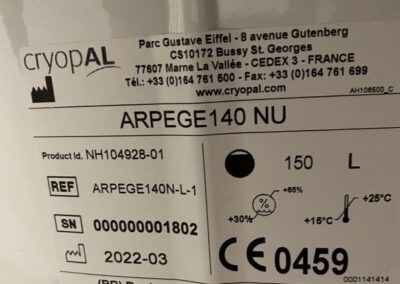 cryopAL
Parc Gustave Eiffel - 8 avenue Gutenberg
CS10172 Bussy St. Georges
77607 Marne La Vallée - CEDEX 3 - FRANCE
Tél.: +33 (0)164 761 500 - Fax: +33 (0)164 761 699
www.cryopal.com
AH106500_C
ARPEGE140 NU
Product Id. NH104928-01
150 L
REF ARPEGE140N-L-1
+65%
%
+30%
+25°C
+15°C
SN 000000001802
2022-03
CE 0459
0001141414